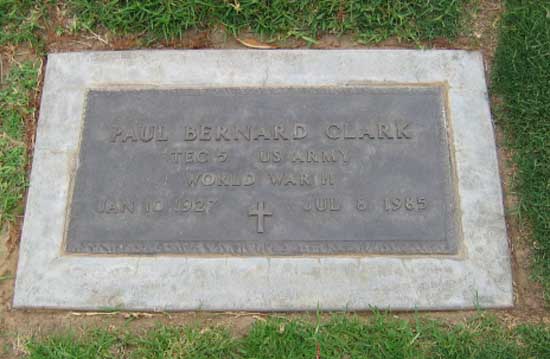 PAUL BERNARD CLARK
TEC 5 US ARMY
WORLD WAR II
JAN 10 1927 JUL 8 1985